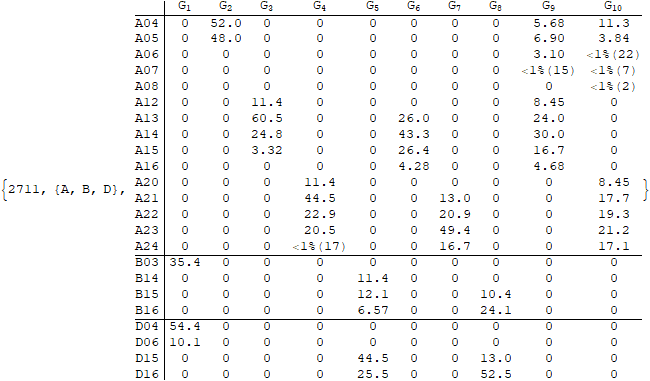 G1 G2 G3 G4 G5 G6 G7 G8 G9 G10
A04 0 52.0 0 0 0 0 0 0 5.68 11.3
A05 0 48.0 0 0 0 0 0 0 6.90 3.84
A06 0 0 0 0 0 0 0 0 3.10 <1%(22)
A07 0 0 0 0 0 0 0 0 <1%(15) <1%(7)
A08 0 0 0 0 0 0 0 0 0 <1%(2)
A12 0 0 11.4 0 0 0 0 0 8.45 0
A13 0 0 60.5 0 0 26.0 0 0 24.0 0
A14 0 0 24.8 0 0 43.3 0 0 30.0 0
A15 0 0 3.32 0 0 26.4 0 0 16.7 0
A16 0 0 0 0 0 4.28 0 0 4.68 0
{2711, {A, B, D}, A20 0 0 0 11.4 0 0 0 0 0 8.45 }
A21 0 0 0 44.5 0 0 13.0 0 0 17.7
A22 0 0 0 22.9 0 0 20.9 0 0 19.3
A23 0 0 0 20.5 0 0 49.4 0 0 21.2
A24 0 0 0 <1%(17) 0 0 16.7 0 0 17.1
B03 35.4 0 0 0 0 0 0 0 0 0
B14 0 0 0 0 11.4 0 0 0 0 0
B15 0 0 0 0 12.1 0 0 10.4 0 0
B16 0 0 0 0 6.57 0 0 24.1 0 0
D04 54.4 0 0 0 0 0 0 0 0 0
D06 10.1 0 0 0 0 0 0 0 0 0
D15 0 0 0 0 44.5 0 0 13.0 0 0
D16 0 0 0 0 25.5 0 0 52.5 0 0